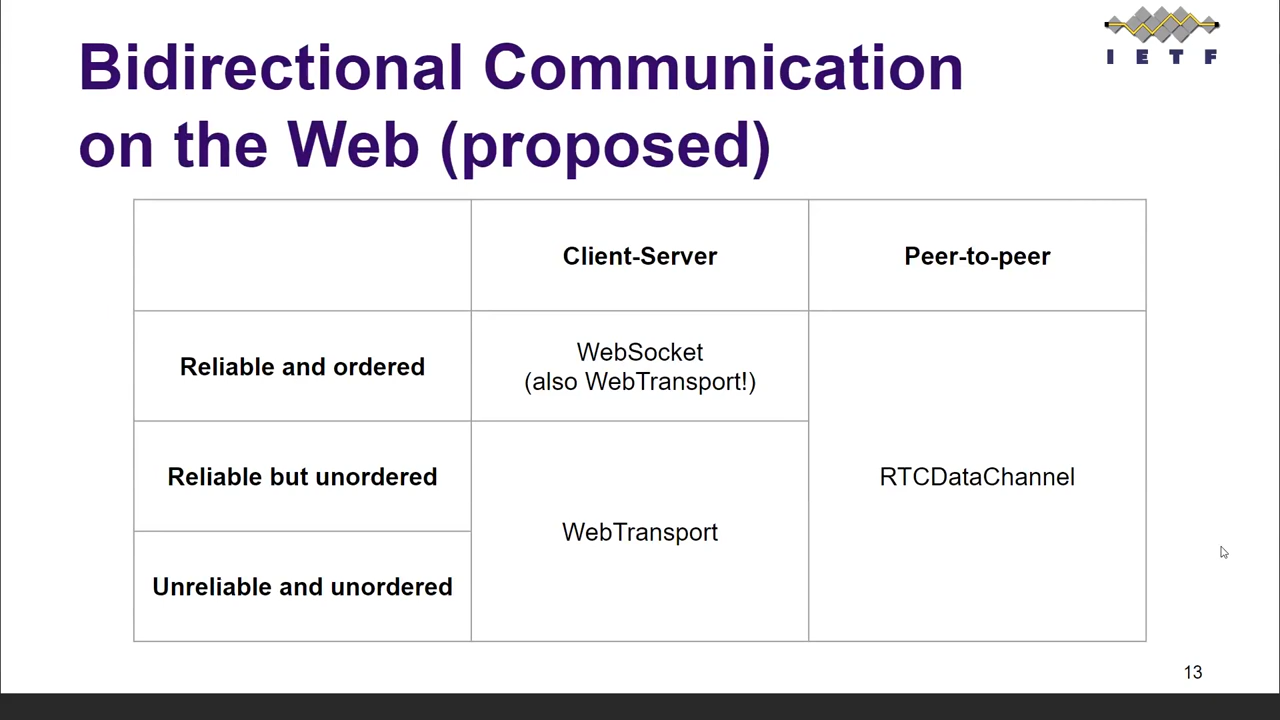 IETF
Bidirectional Communication
on the Web (proposed)
Client-Server
Peer-to-peer
Reliable and ordered
WebSocket
(also WebTransport!)
Reliable but unordered
RTCDataChannel
WebTransport
Unreliable and unordered
13